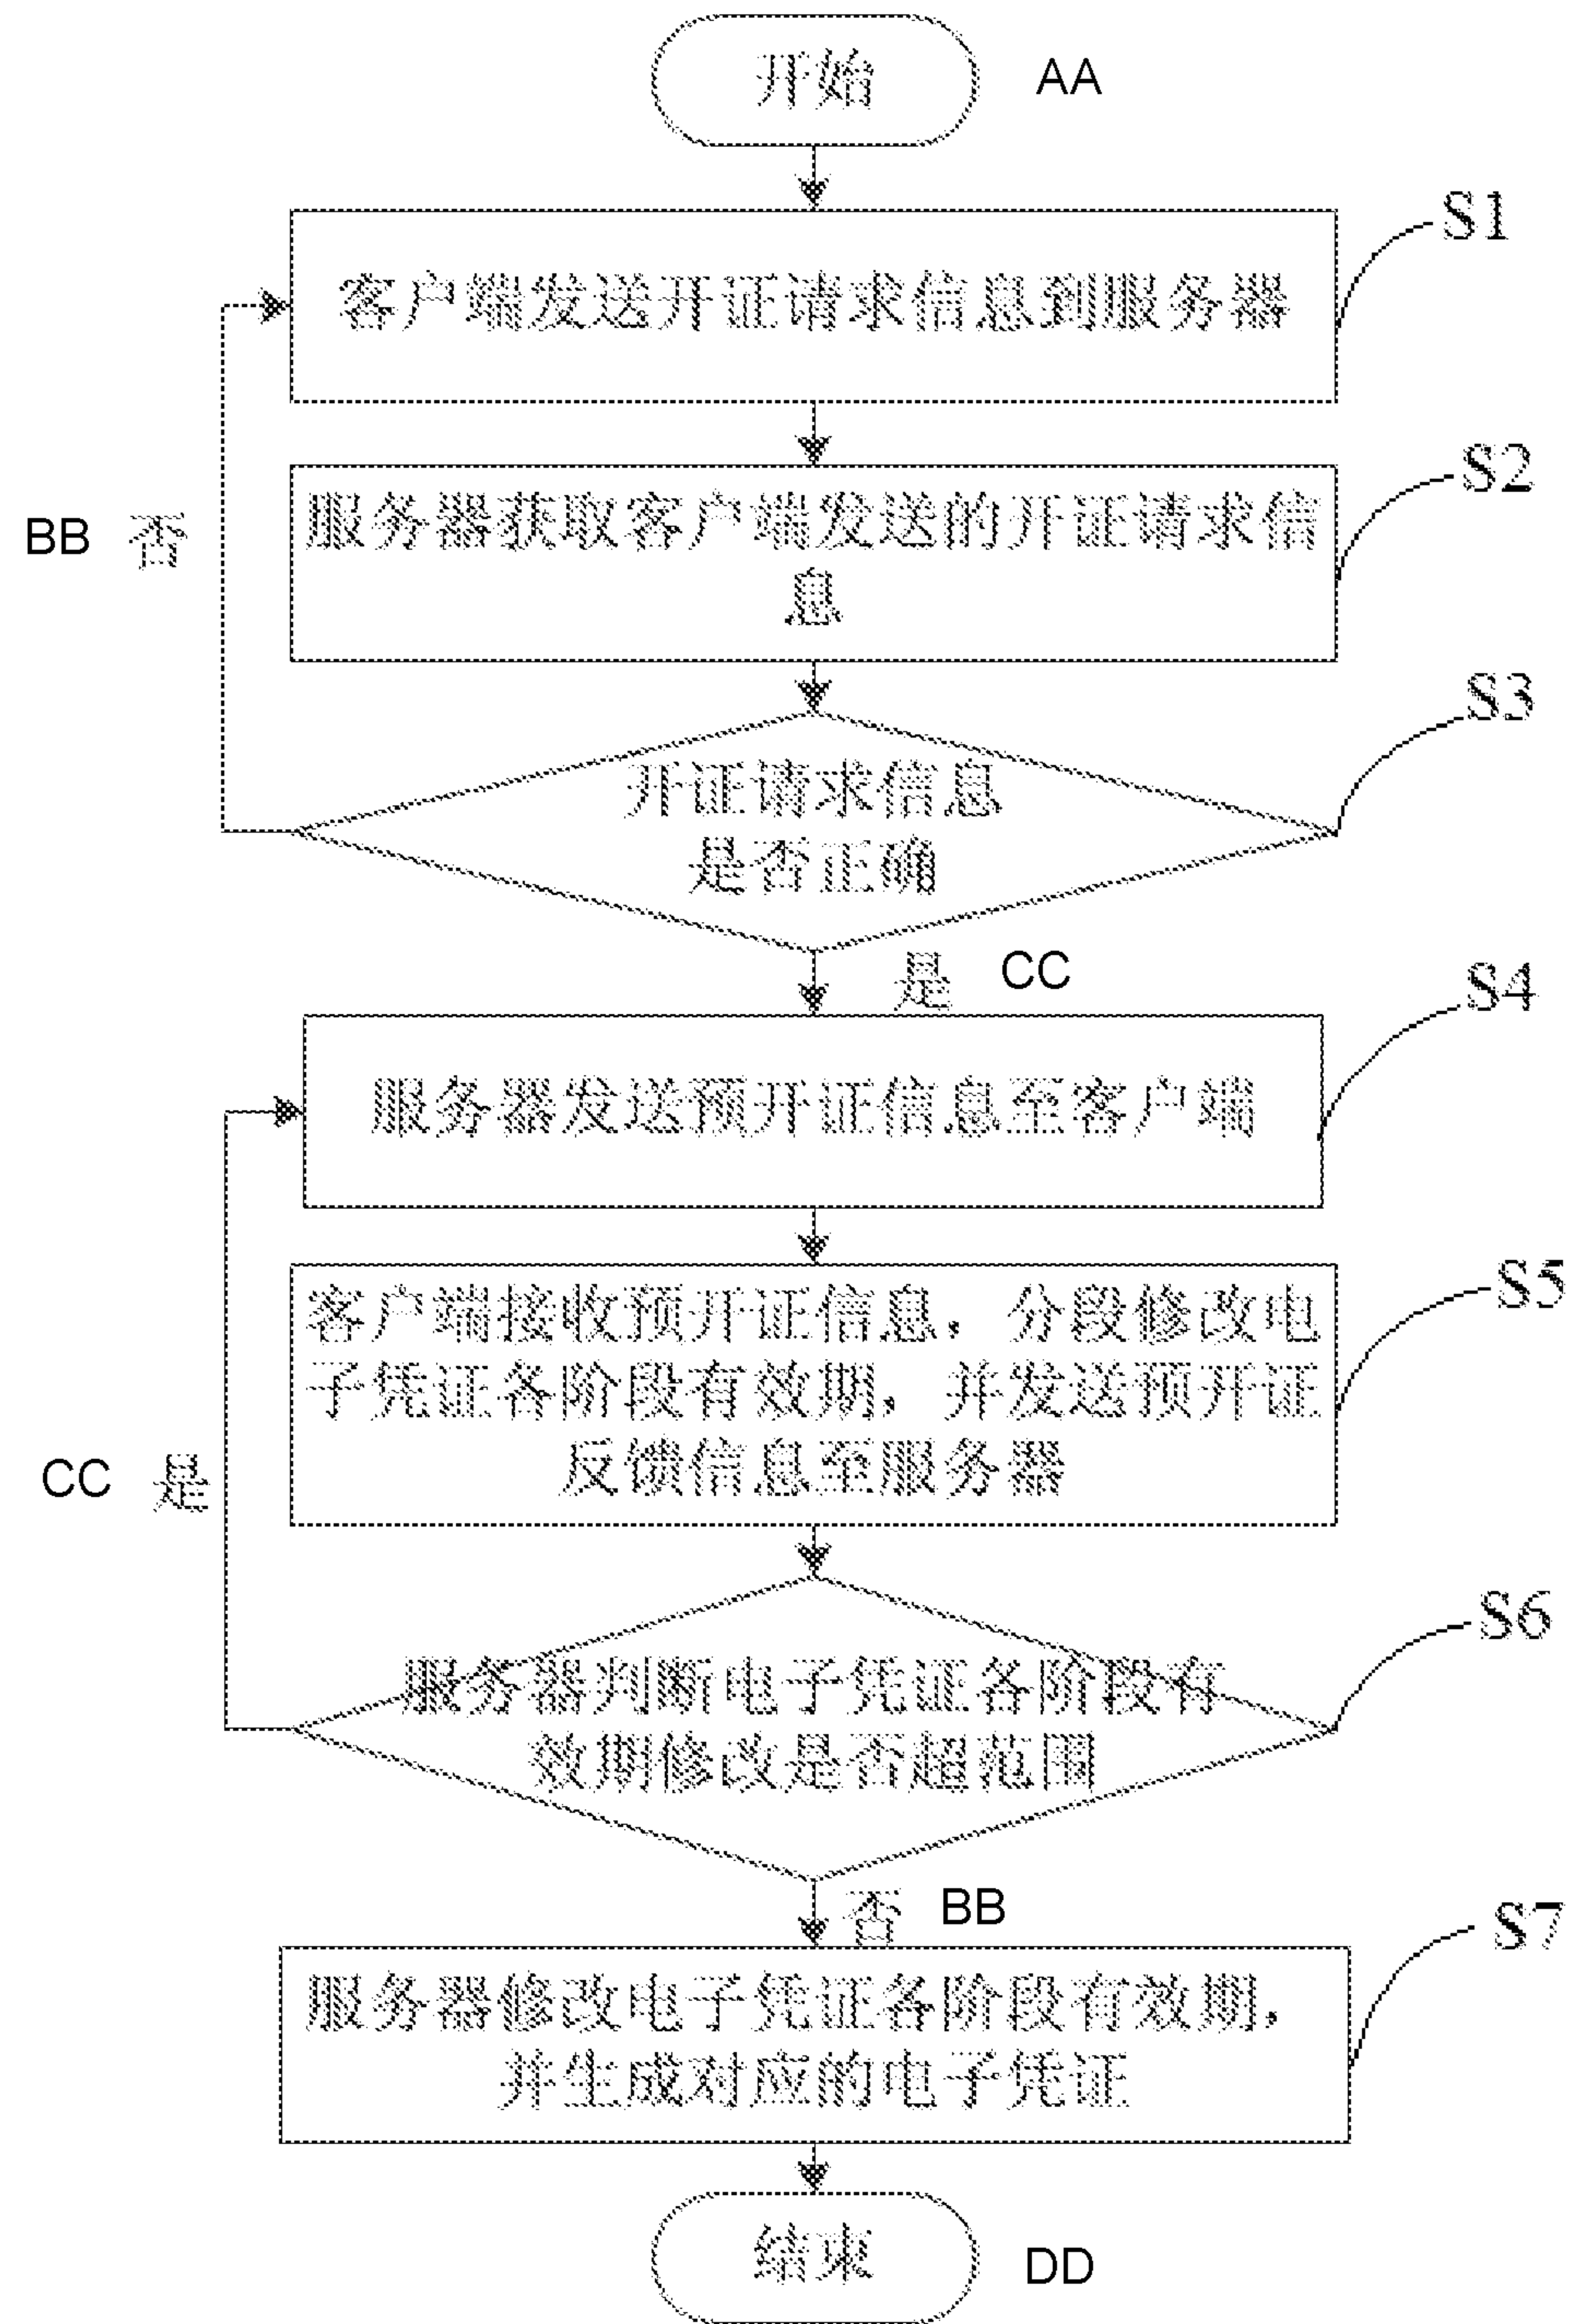 开始 AA
S1
客户端发送开证请求信息到服务器
S2
服务器获取客户端发送的开证请求信
息
BB 否
S3
开证请求信息
是否正确
是 CC
S4
服务器发送预开证信息至客户端
S5
客户端接收预开证信息，分段修改电
子凭证各阶段有效期，并发送预开证
反馈信息至服务器
CC 是
S6
服务器判断电子凭证各阶段有
效期修改是否超范围
否 BB
S7
服务器修改电子凭证各阶段有效期，
并生成对应的电子凭证
结束 DD